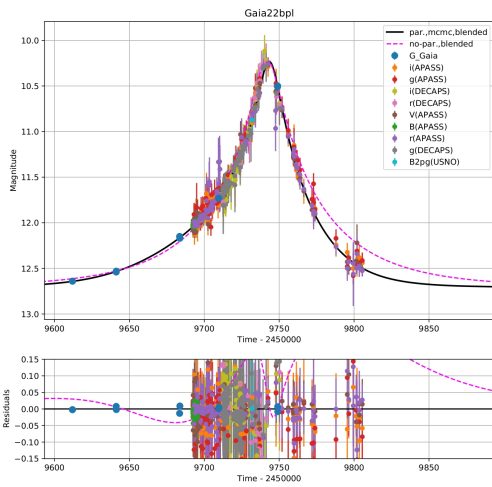 Gaia22bpl
10.0
10.5
11.0
11.5
12.0
12.5
13.0
Magnitude
par.,mcmc,blended
no-par.,blended
G_Gaia
i(APASS)
g(APASS)
i(DECAPS)
r(DECAPS)
V(APASS)
B(APASS)
r(APASS)
g(DECAPS)
B2pg(USNO)
9600 9650 9700 9750 9800 9850
Time - 2450000
0.15
0.10
0.05
0.00
−0.05
−0.10
−0.15
Residuals
9600 9650 9700 9750 9800 9850
Time - 2450000